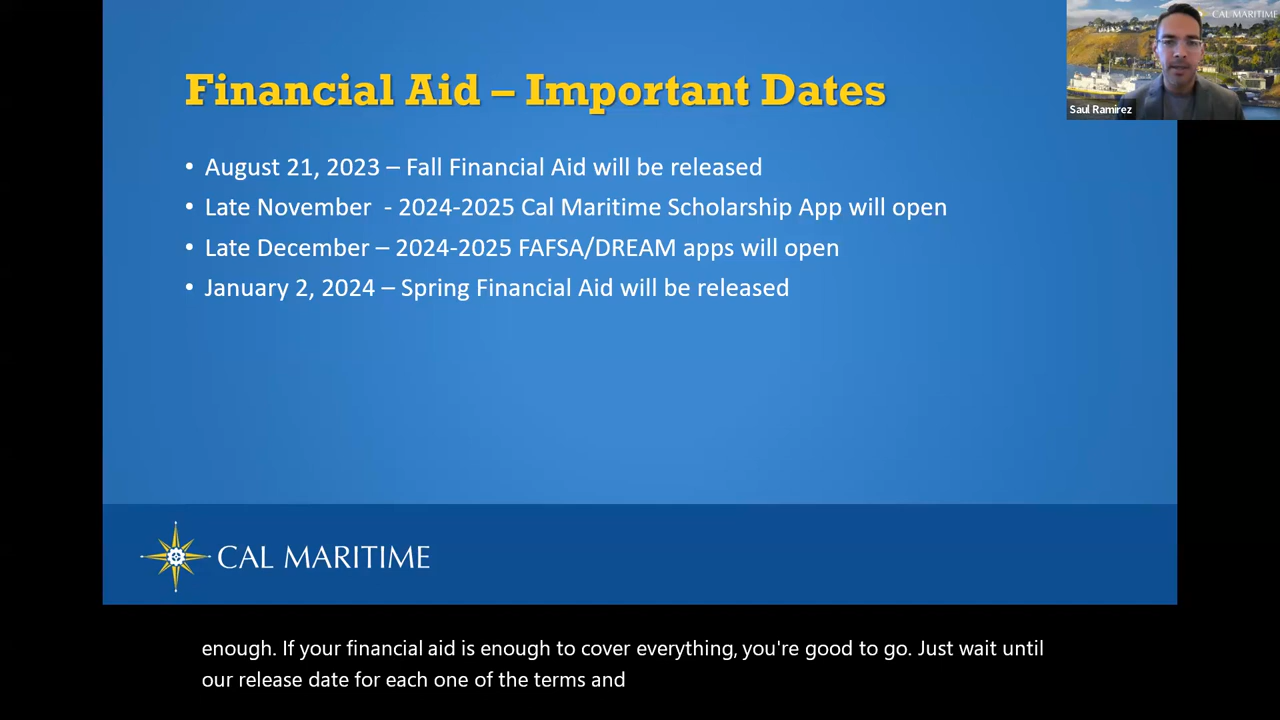 CAL MARITIME
Saul Ramirez
Financial Aid – Important Dates
• August 21, 2023 – Fall Financial Aid will be released
• Late November - 2024-2025 Cal Maritime Scholarship App will open
• Late December – 2024-2025 FAFSA/DREAM apps will open
• January 2, 2024 – Spring Financial Aid will be released
CAL MARITIME
enough. If your financial aid is enough to cover everything, you're good to go. Just wait until
our release date for each one of the terms and